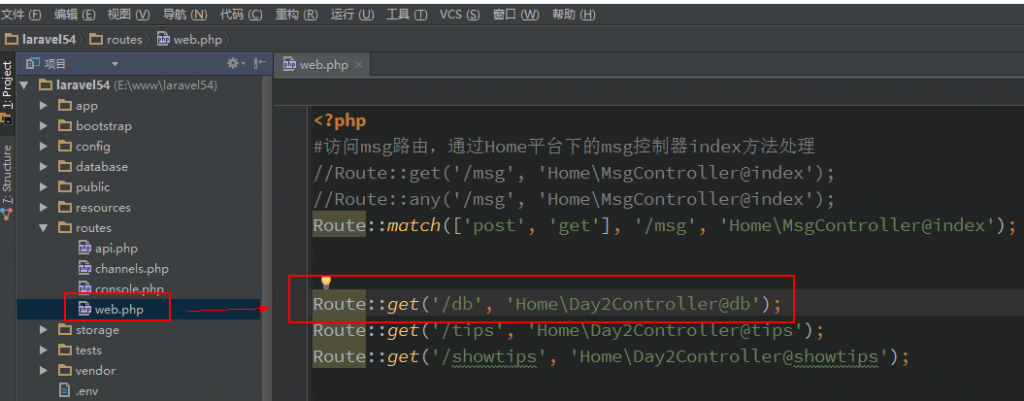 文件 (F) 编辑 (E) 视图 (V) 导航 (N) 代码 (C) 重构 (R) 运行 (U) 工具 (T) VCS (S) 窗口 (W) 帮助 (H)
laravel54 routes web.php
1: Project
7: Structure
项目
laravel54 (E:\www\laravel54)
app
bootstrap
config
database
public
resources
routes
api.php
channels.php
console.php
web.php
storage
tests
vendor
.env
web.php
<?php
#访问msg路由，通过Home平台下的msg控制器index方法处理
//Route::get('/msg', 'Home\MsgController@index');
//Route::any('/msg', 'Home\MsgController@index');
Route::match(['post', 'get'], '/msg', 'Home\MsgController@index');
Route::get('/db', 'Home\Day2Controller@db');
Route::get('/tips', 'Home\Day2Controller@tips');
Route::get('/showtips', 'Home\Day2Controller@showtips');